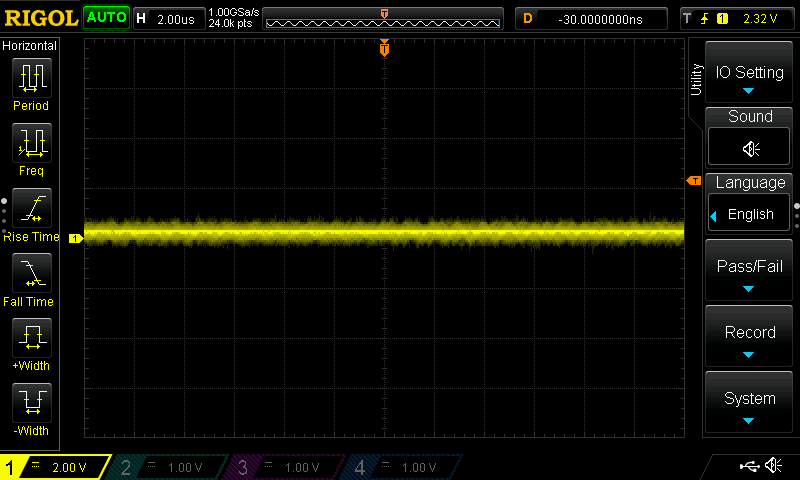 RIGOL AUTO H 2.00us 1.00GSa/s 24.0k pts T D -30.0000000ns T 1 2.32 V
Horizontal
Period
Freq
Rise Time
Fall Time
+Width
-Width
T
T
1
Utility
IO Setting
Sound
Language
English
Pass/Fail
Record
System
1 2.00 V 2 1.00 V 3 1.00 V 4 1.00 V